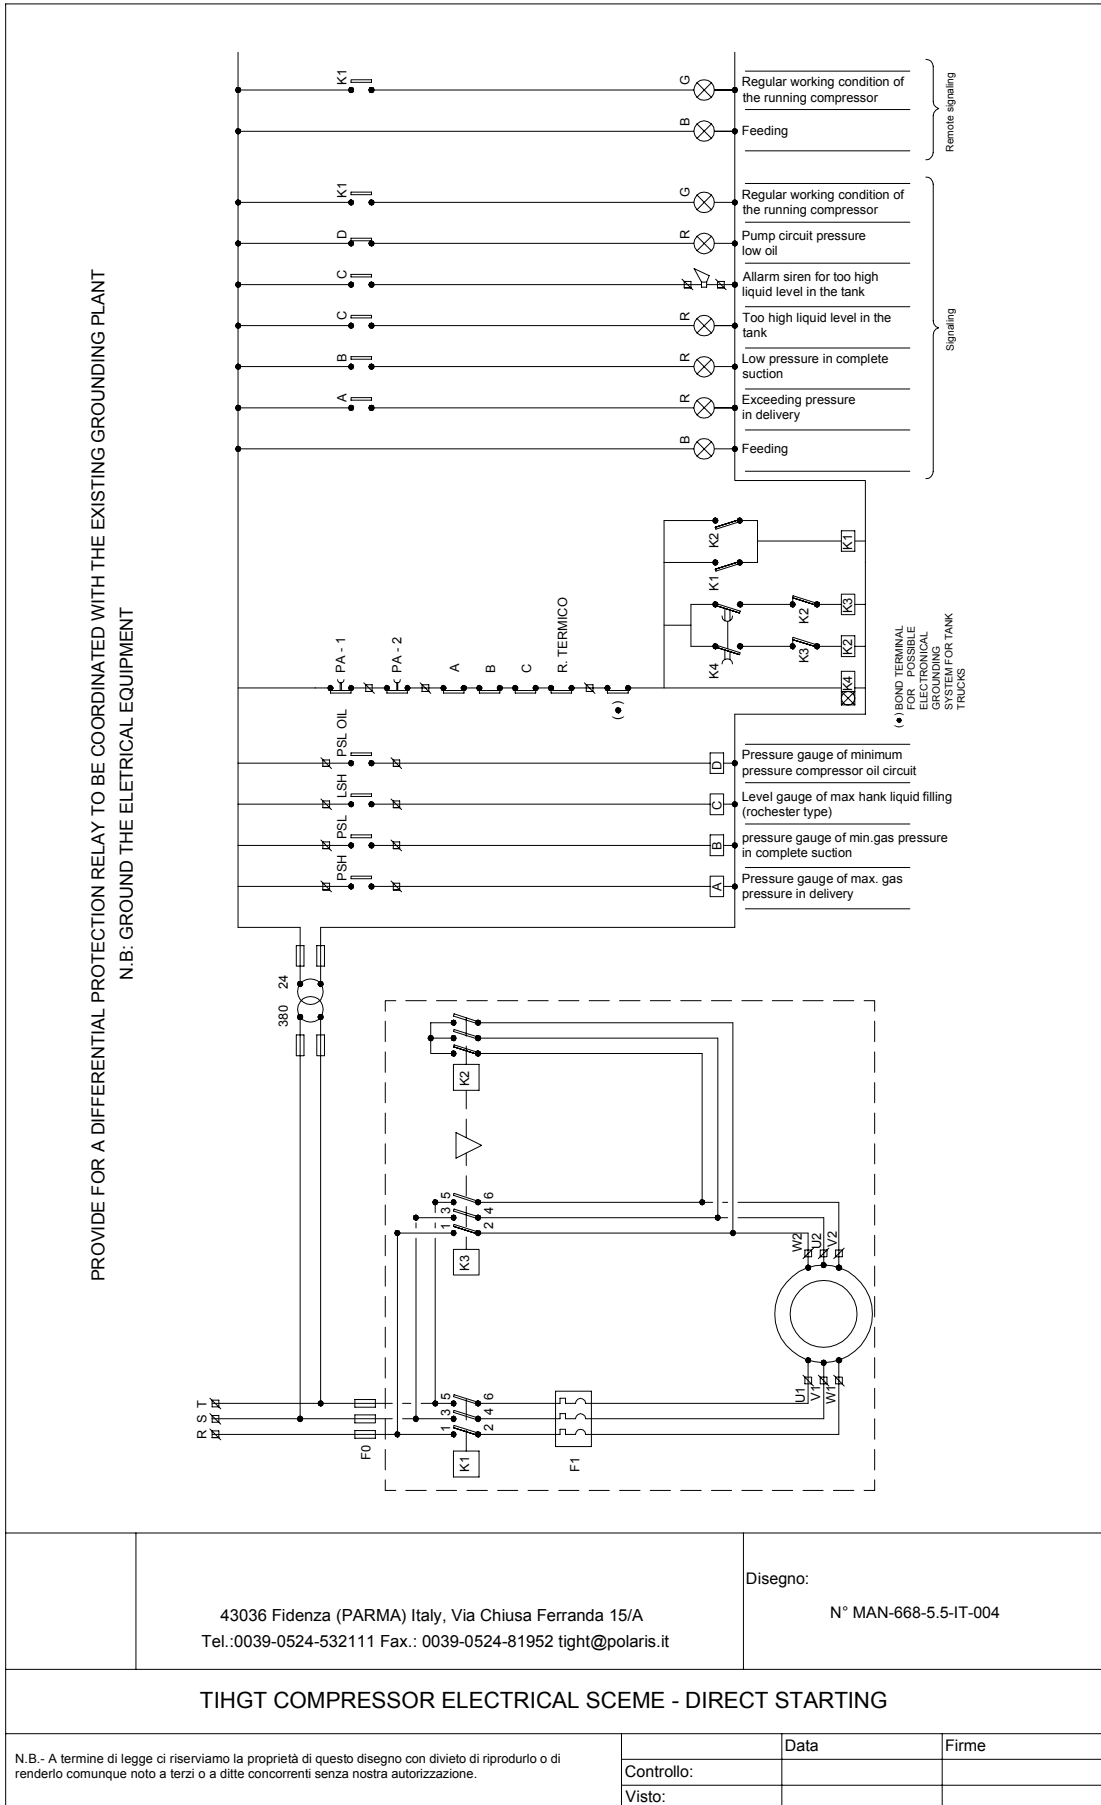 PROVIDE FOR A DIFFERENTIAL PROTECTION RELAY TO BE COORDINATED WITH THE EXISTING GROUNDING PLANT
N.B: GROUND THE ELETRICAL EQUIPMENT
K1
G
Regular working condition of
the running compressor
B
Feeding
Remote signaling
K1
G
Regular working condition of
the running compressor
D
R
Pump circuit pressure
low oil
C
Allarm siren for too high
liquid level in the tank
C
R
Too high liquid level in the
tank
B
R
Low pressure in complete
suction
A
R
Exceeding pressure
in delivery
B
Feeding
Signaling
K2
K1
K1
K4
K2
K3
K3
K2
K4
PA - 1
PA - 2
A
B
C
R. TERMICO
(•)
(•) BOND TERMINAL
FOR POSSIBLE
ELECTRONICAL
GROUNDING
SYSTEM FOR TANK
TRUCKS
PSL OIL
D
Pressure gauge of minimum
pressure compressor oil circuit
LSH
C
Level gauge of max hank liquid filling
(rochester type)
PSL
B
pressure gauge of min.gas pressure
in complete suction
PSH
A
Pressure gauge of max. gas
pressure in delivery
380
24
K2
1
3
5
2
4
6
K3
W2
U2
V2
U1
V1
W1
R
S
T
F0
1
3
5
2
4
6
K1
F1
43036 Fidenza (PARMA) Italy, Via Chiusa Ferranda 15/A
Tel.:0039-0524-532111 Fax.: 0039-0524-81952 tight@polaris.it
Disegno:
N° MAN-668-5.5-IT-004
TIHGT COMPRESSOR ELECTRICAL SCEME - DIRECT STARTING
N.B.- A termine di legge ci riserviamo la proprietà di questo disegno con divieto di riprodurlo o di
renderlo comunque noto a terzi o a ditte concorrenti senza nostra autorizzazione.
Data
Firme
Controllo:
Visto: